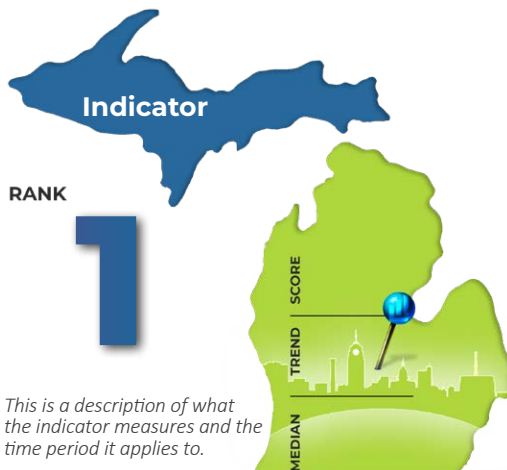 Indicator
RANK
1
SCORE
TREND
MEDIAN
This is a description of what
the indicator measures and the
time period it applies to.